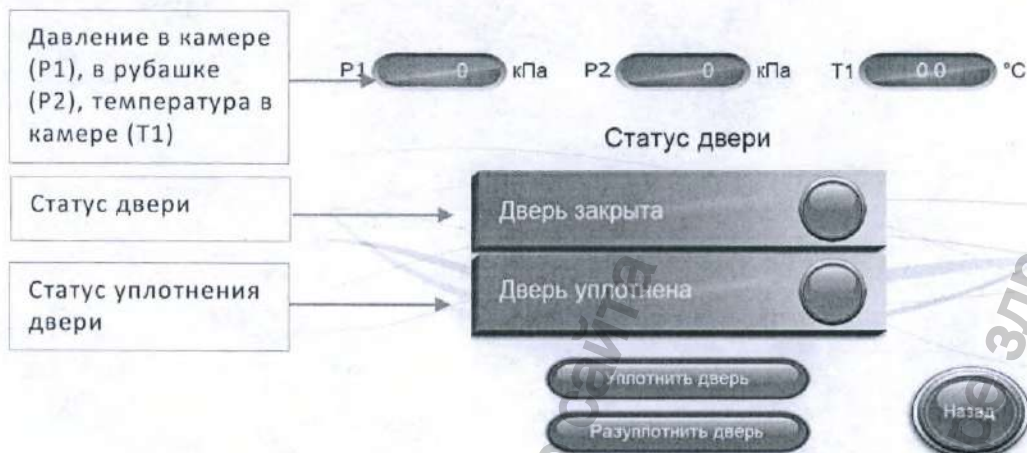 Давление в камере
(P1), в рубашке
(P2), температура в
камере (T1)
P1 0 кПа P2 0 кПа T1 0.0 °C
Статус двери
Статус двери
Дверь закрыта
Статус уплотнения
двери
Дверь уплотнена
Уплотнить дверь
Разуплотнить дверь
Назад
сайта